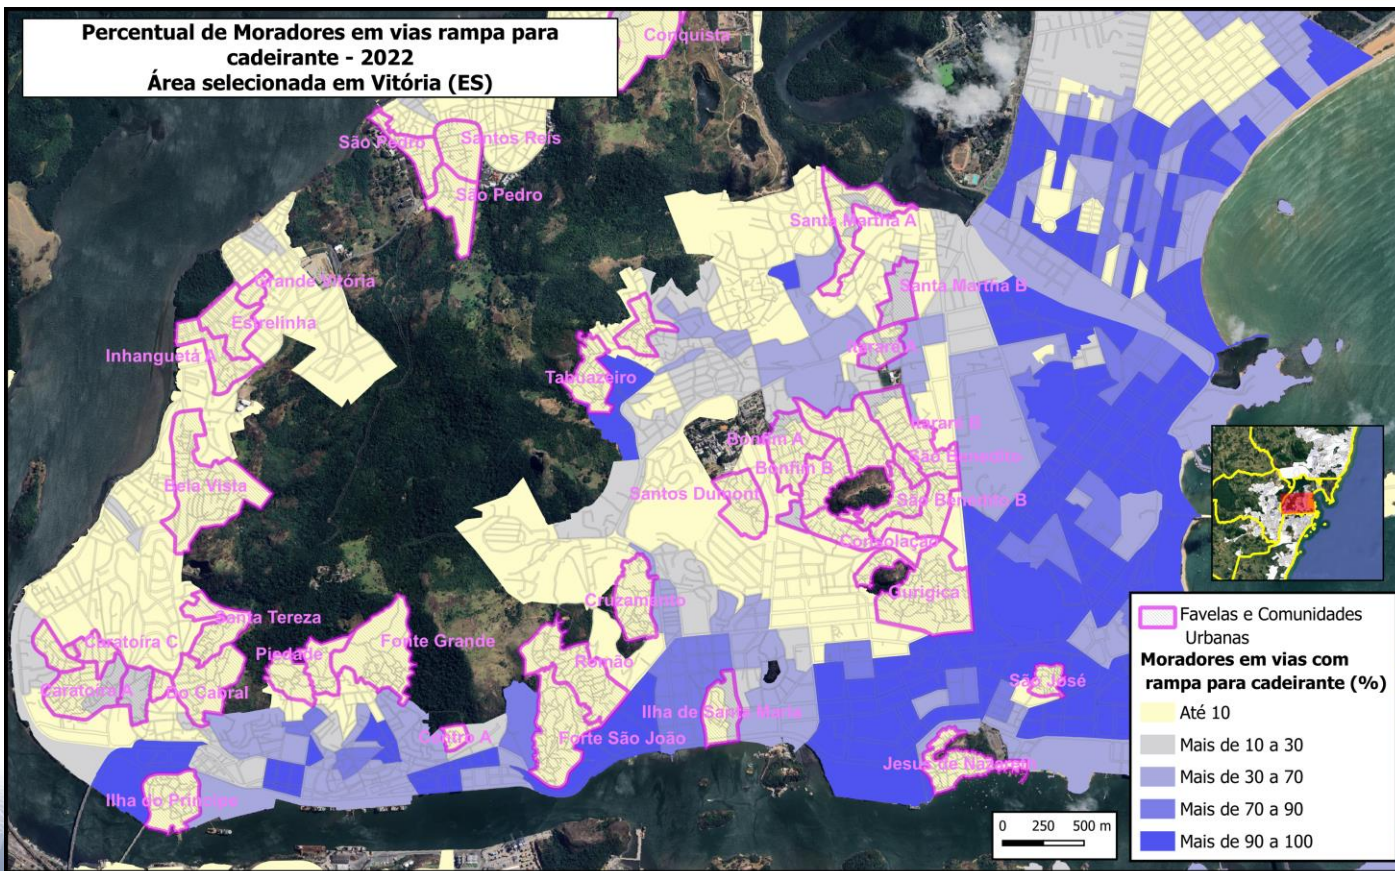 Percentual de Moradores em vias rampa para
cadeirante - 2022
Área selecionada em Vitória (ES)
Conquista
São Pedro
Santos Reis
São Pedro
Santa Martha A
Grande Vitória
Santa Martha B
Estrelinha
Inhanguetá A
Itararé A
Tabuazeiro
Itararé B
Bonfim A
São Benedito
Bonfim B
Bela Vista
Santos Dumont
São Benedito B
Consolação
Cruzamento
Gurigica
Santa Tereza
Caratoíra C
Fonte Grande
Piedade
Romão
Caratoíra A
Do Cabral
São José
Ilha de Santa Maria
Centro A
Forte São João
Jesus de Nazareth
Ilha do Príncipe
0 250 500 m
Favelas e Comunidades
Urbanas
Moradores em vias com
rampa para cadeirante (%)
Até 10
Mais de 10 a 30
Mais de 30 a 70
Mais de 70 a 90
Mais de 90 a 100